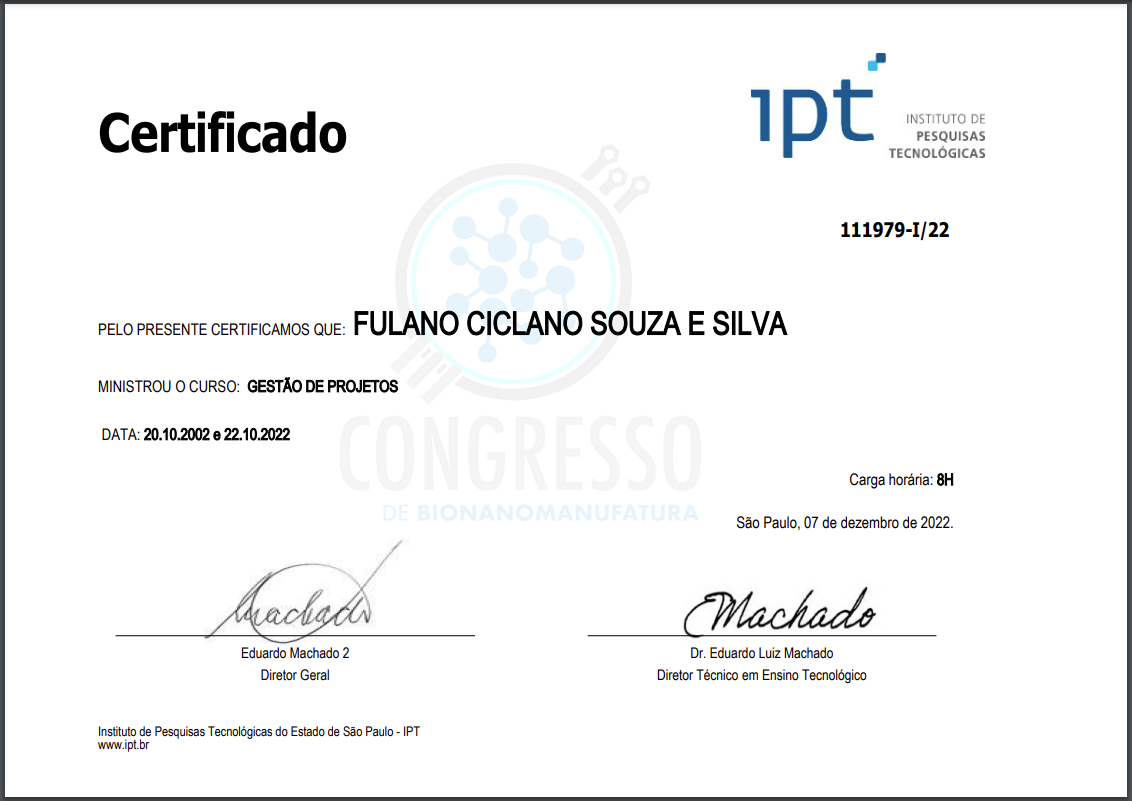 Certificado
ipt
INSTITUTO DE
PESQUISAS
TECNOLÓGICAS
111979-I/22
PELO PRESENTE CERTIFICAMOS QUE: FULANO CICLANO SOUZA E SILVA
MINISTROU O CURSO: GESTÃO DE PROJETOS
DATA: 20.10.2002 e 22.10.2022
CONGRESSO
DE BIONANOMANUFATURA
Carga horária: 8H
São Paulo, 07 de dezembro de 2022.
Machado
Machado
Eduardo Machado 2
Dr. Eduardo Luiz Machado
Diretor Geral
Diretor Técnico em Ensino Tecnológico
Instituto de Pesquisas Tecnológicas do Estado de São Paulo - IPT
www.ipt.br